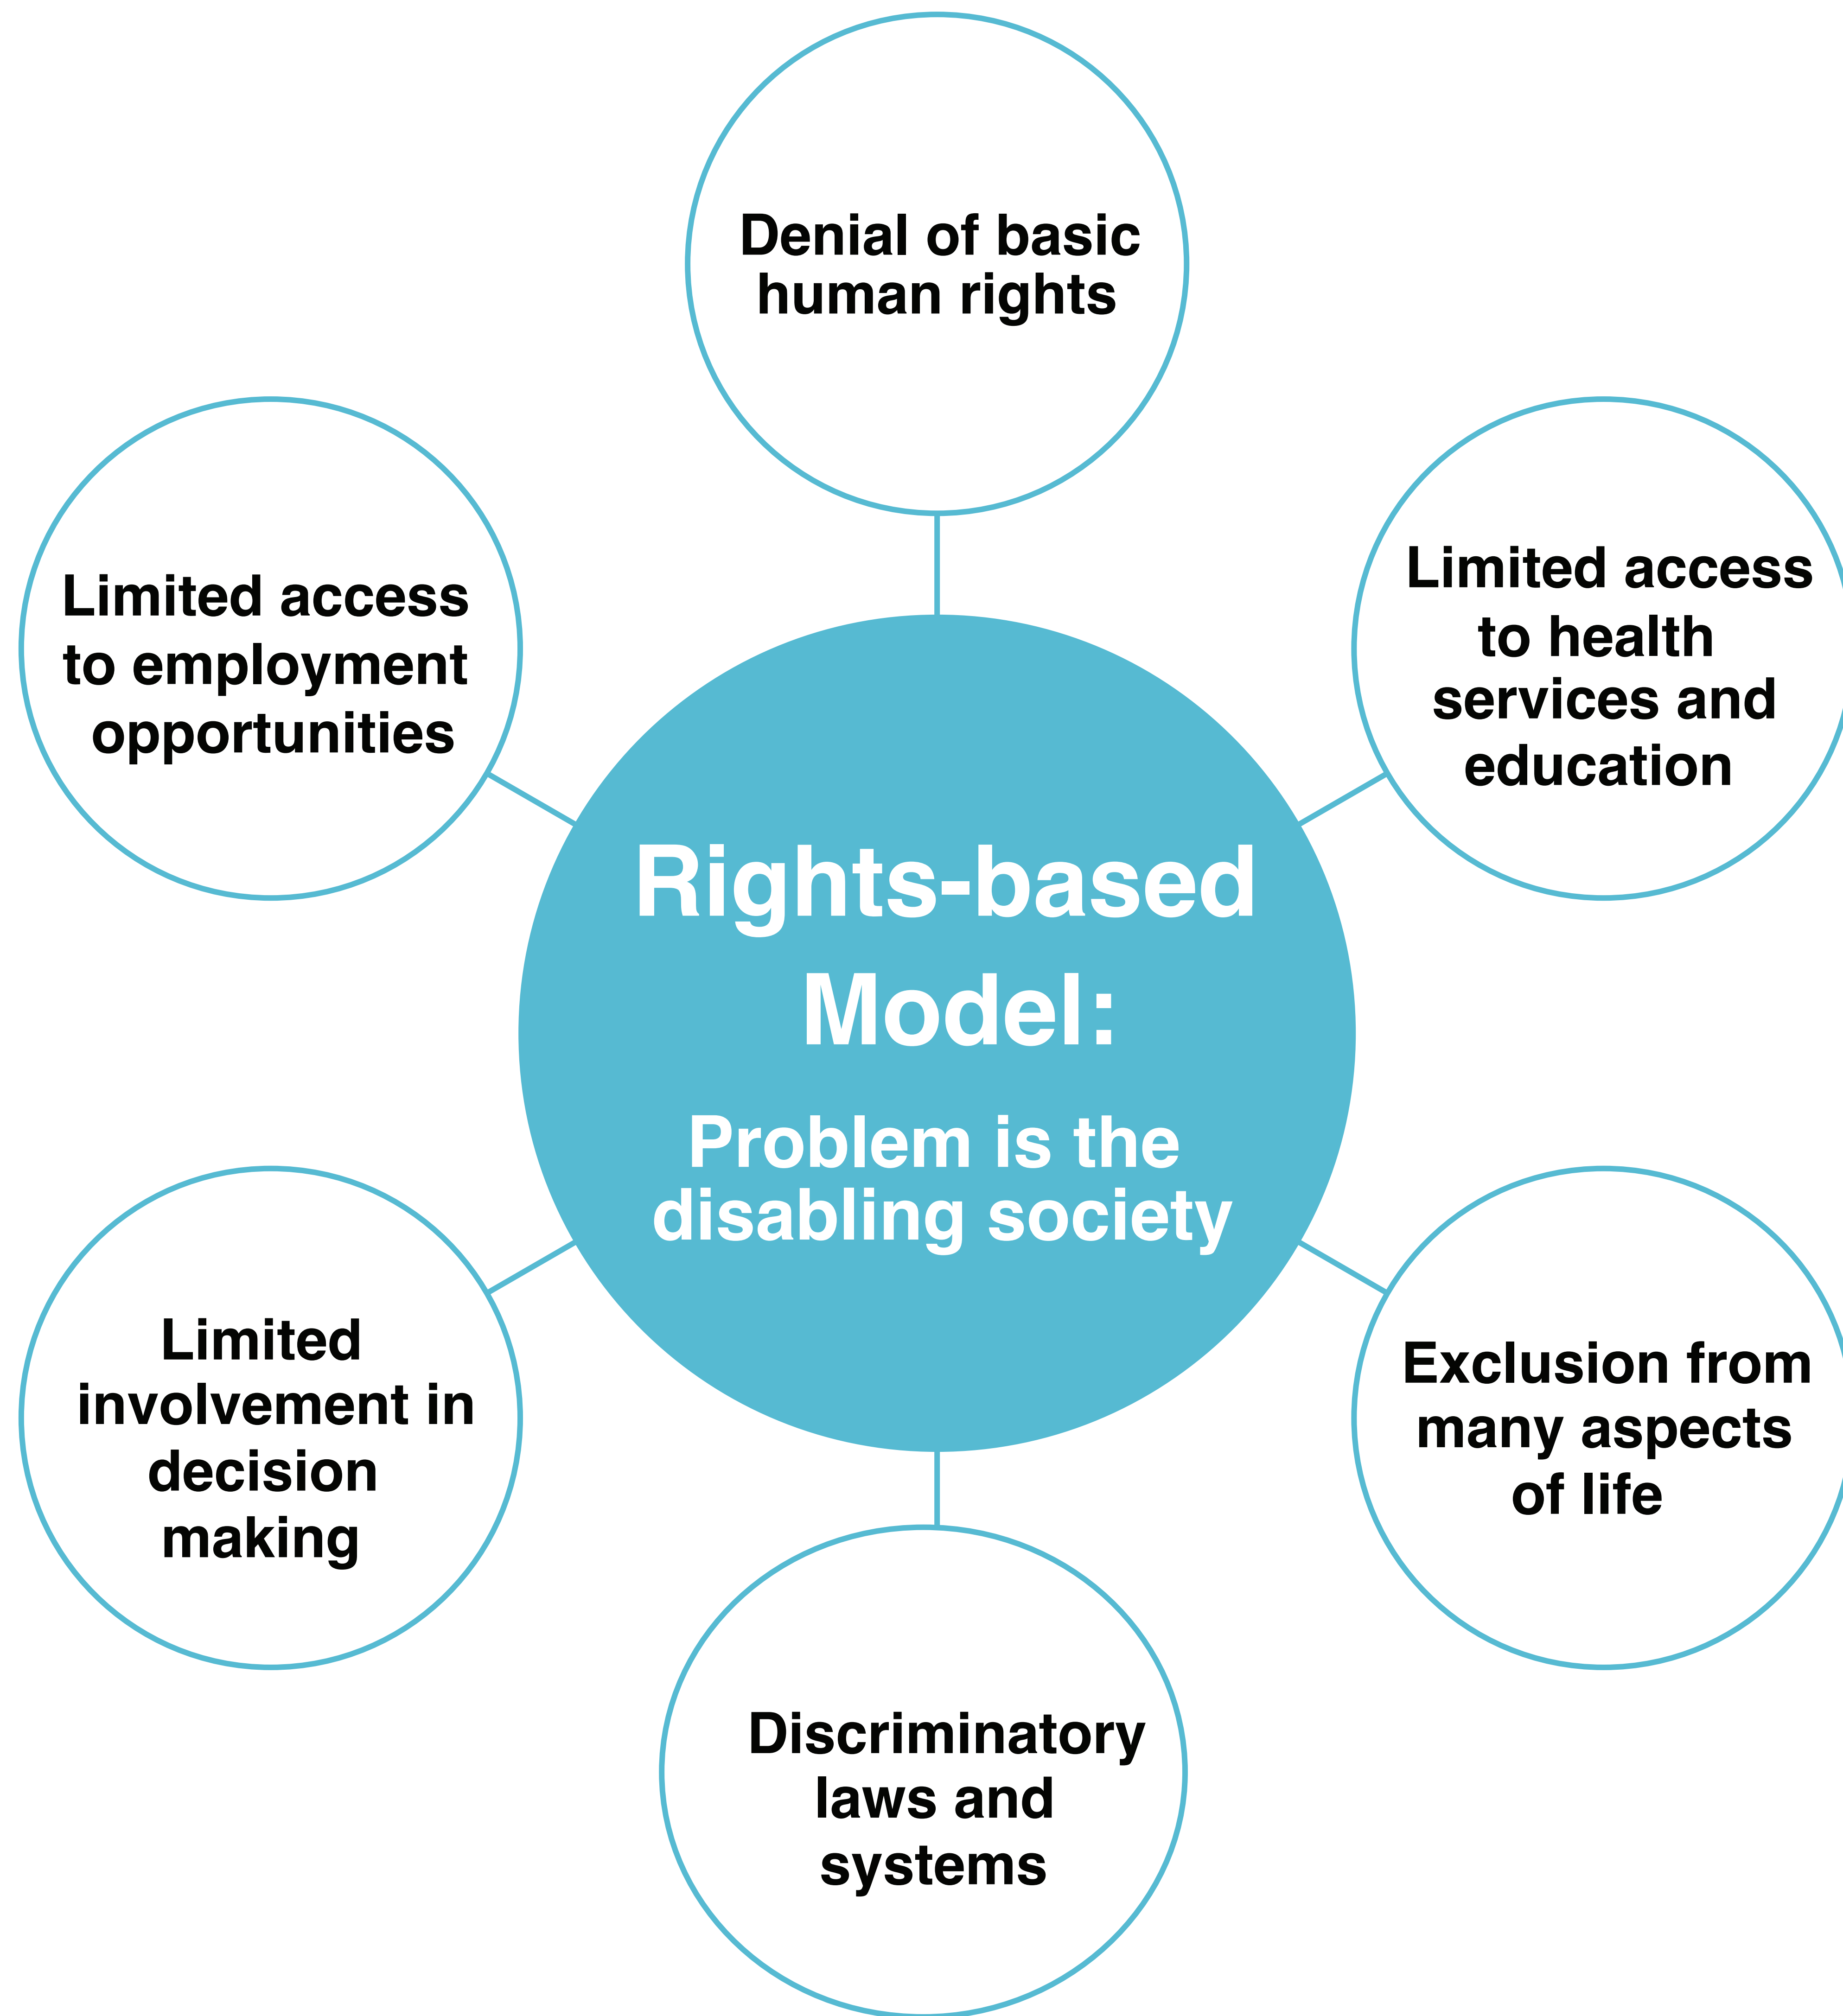 Denial of basic
human rights
Limited access
to employment
opportunities
Limited access
to health
services and
education
Rights-based
Model:
Problem is the
disabling society
Limited
involvement in
decision
making
Exclusion from
many aspects
of life
Discriminatory
laws and
systems